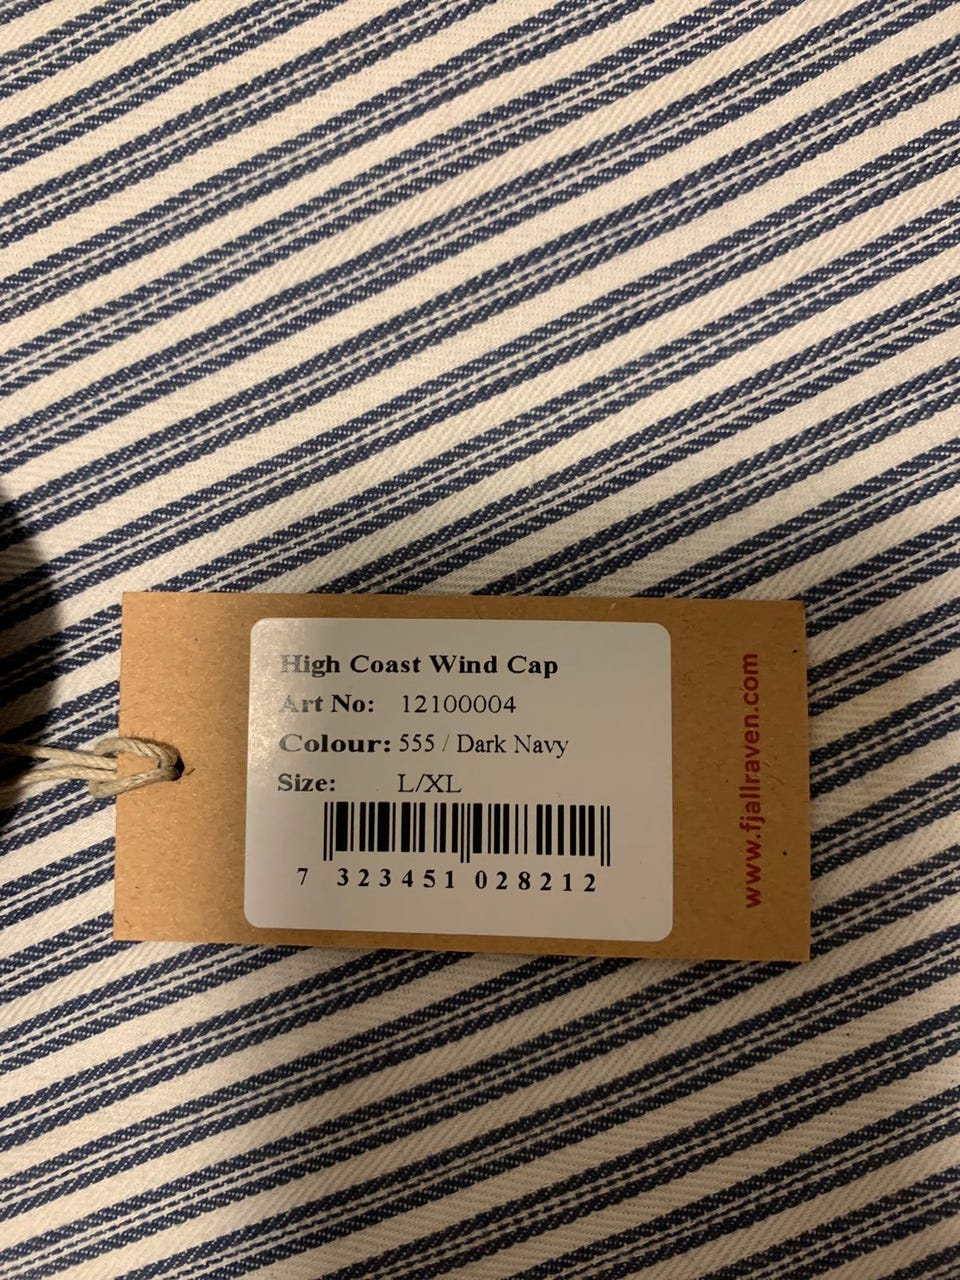 High Coast Wind Cap
Art No: 12100004
Colour: 555 / Dark Navy
Size: L/XL
7 323451 028212
www.fjallraven.com